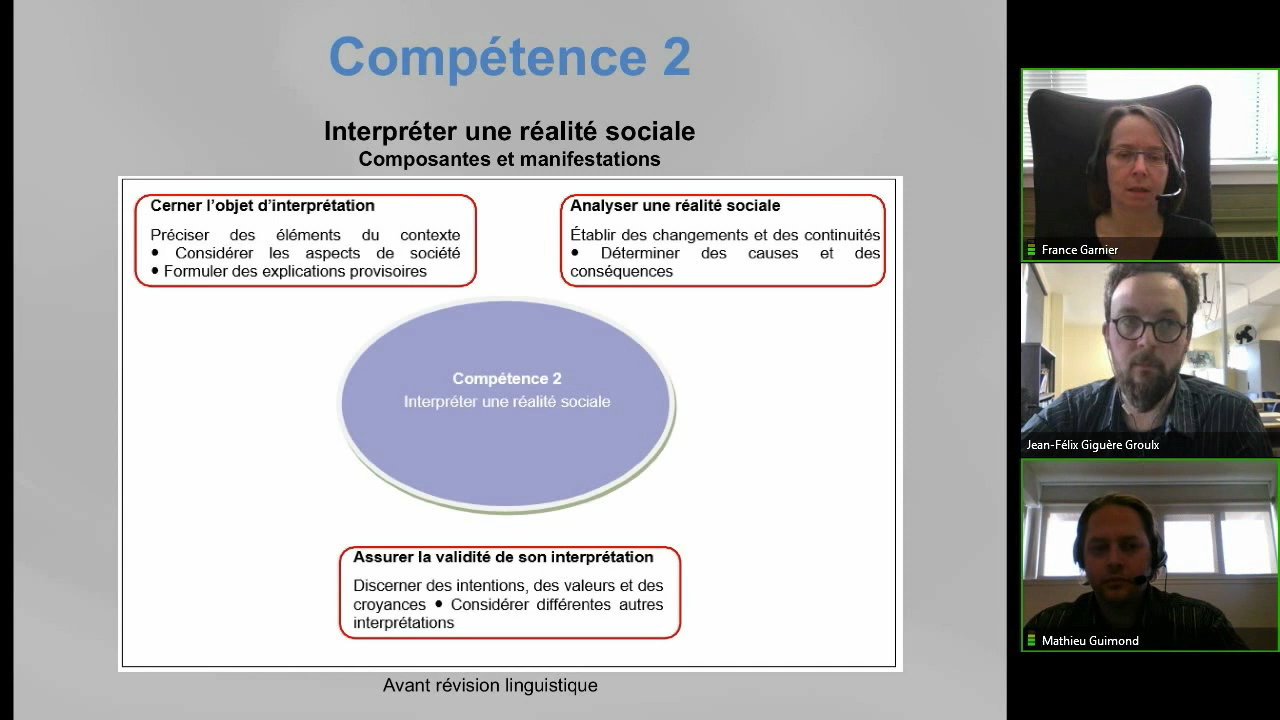 Compétence 2
Interpréter une réalité sociale
Composantes et manifestations
Cerner l'objet d'interprétation
Préciser des éléments du contexte
• Considérer les aspects de société
• Formuler des explications provisoires
Analyser une réalité sociale
Établir des changements et des continuités
• Déterminer des causes et des
conséquences
Compétence 2
Interpréter une réalité sociale
Assurer la validité de son interprétation
Discerner des intentions, des valeurs et des
croyances • Considérer différentes autres
interprétations
Avant révision linguistique
France Garnier
Jean-Félix Giguère Groulx
Mathieu Guimond